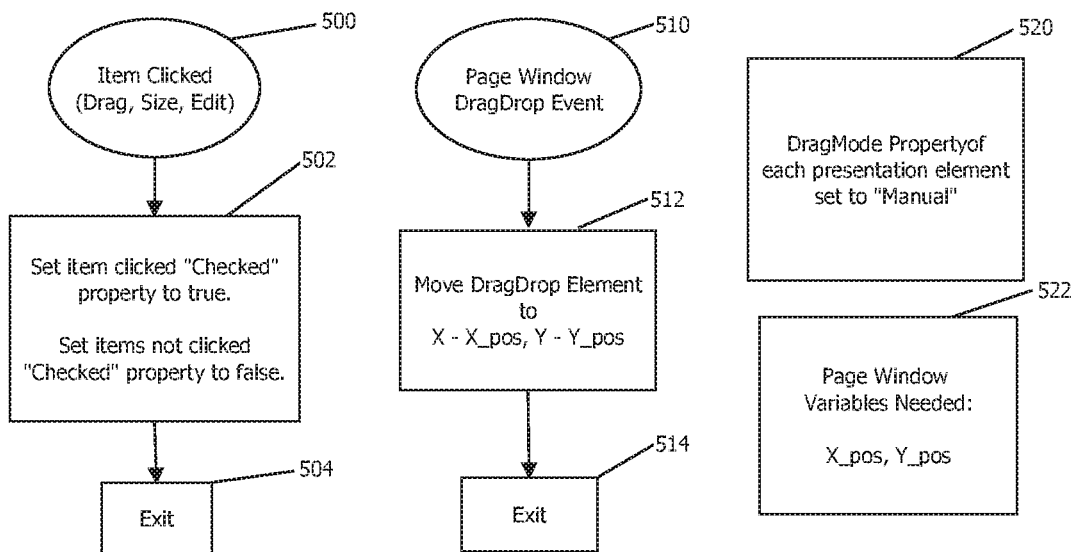 500
Item Clicked
(Drag, Size, Edit)
502
Set item clicked "Checked"
property to true.
Set items not clicked
"Checked" property to false.
504
Exit
510
Page Window
DragDrop Event
512
Move DragDrop Element
to
X - X_pos, Y - Y_pos
514
Exit
520
DragMode Propertyof
each presentation element
set to "Manual"
522
Page Window
Variables Needed:
X_pos, Y_pos